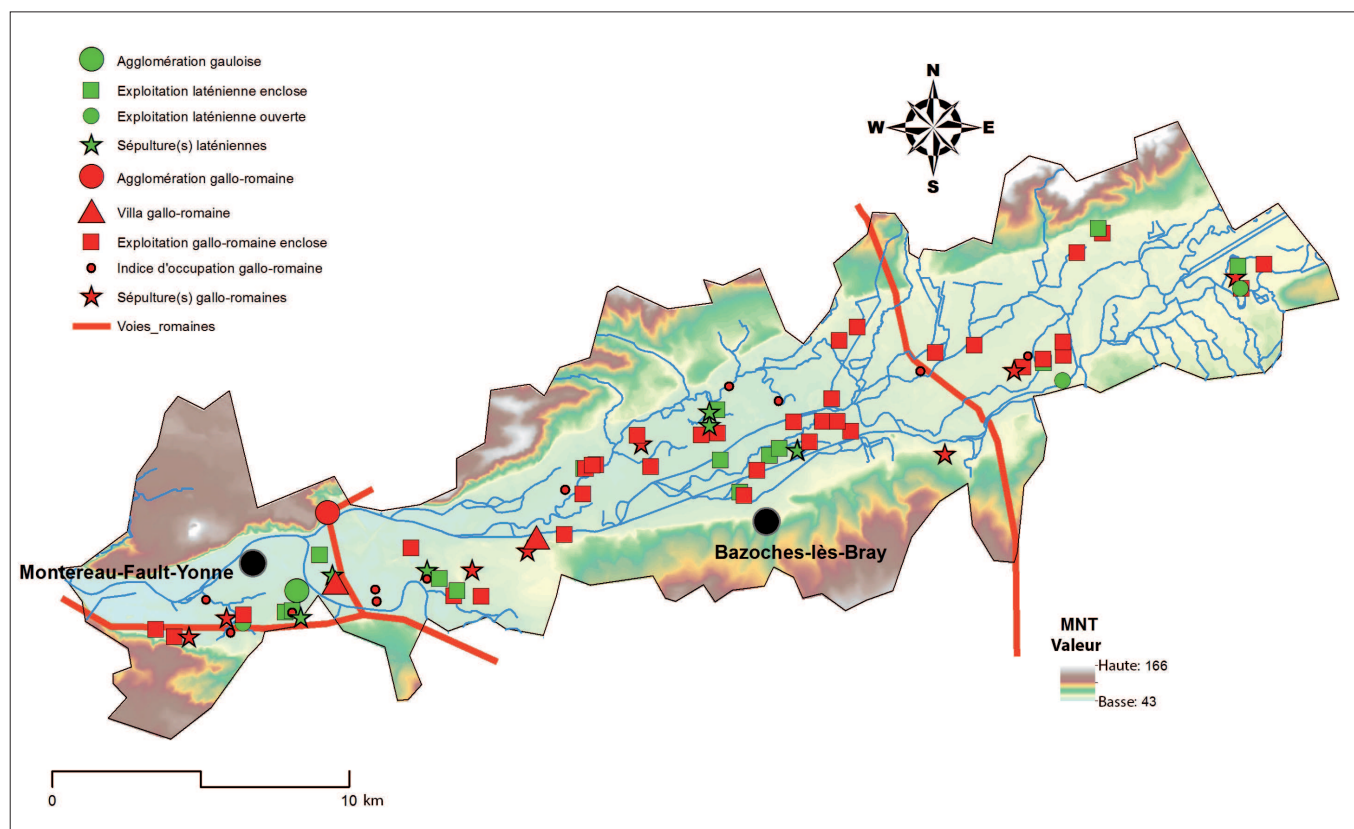 Agglomération gauloise
Exploitation laténienne enclose
Exploitation laténienne ouverte
Sépulture(s) laténiennes
Agglomération gallo-romaine
Villa gallo-romaine
Exploitation gallo-romaine enclose
Indice d'occupation gallo-romaine
Sépulture(s) gallo-romaines
Voies_romaines
N
W
E
S
Bazoches-lès-Bray
Montereau-Fault-Yonne
MNT
Valeur
Haute: 166
Basse: 43
0
10 km